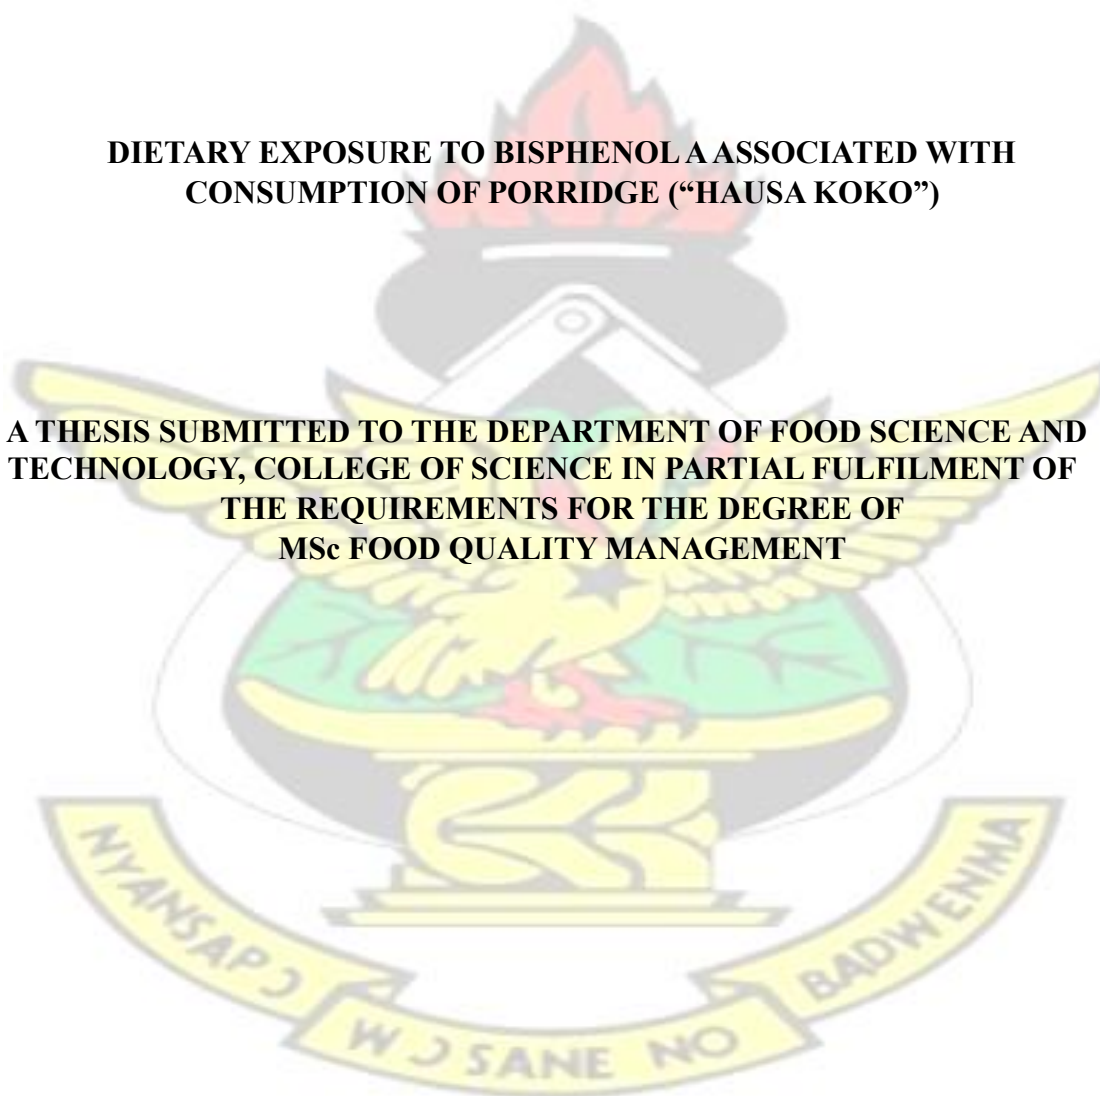 DIETARY EXPOSURE TO BISPHENOL A ASSOCIATED WITH
CONSUMPTION OF PORRIDGE (“HAUSA KOKO”)
A THESIS SUBMITTED TO THE DEPARTMENT OF FOOD SCIENCE AND
TECHNOLOGY, COLLEGE OF SCIENCE IN PARTIAL FULFILMENT OF
THE REQUIREMENTS FOR THE DEGREE OF
MSc FOOD QUALITY MANAGEMENT
NYANSAPƆ
WƆSANE NO
BADWENMA